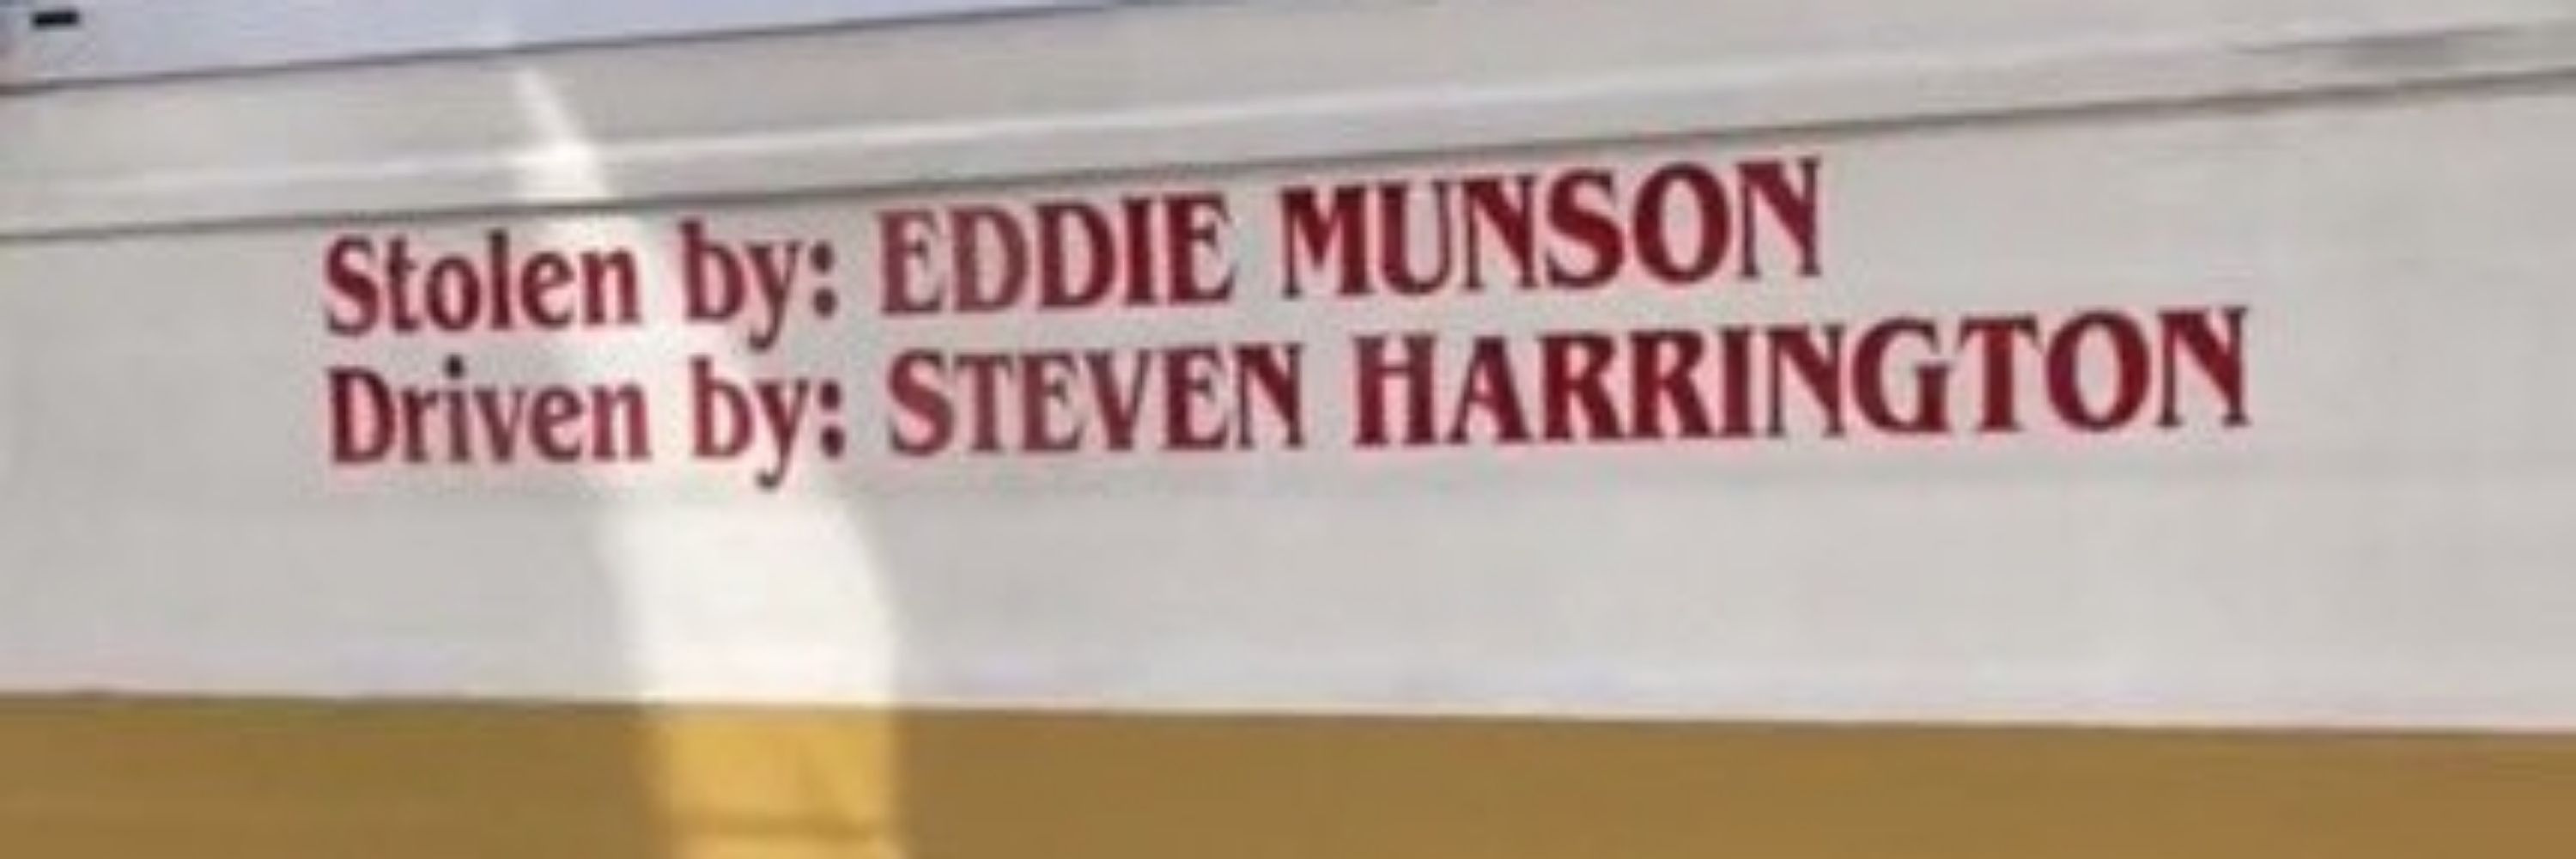 Stolen by: EDDIE MUNSON
Driven by: STEVEN HARRINGTON